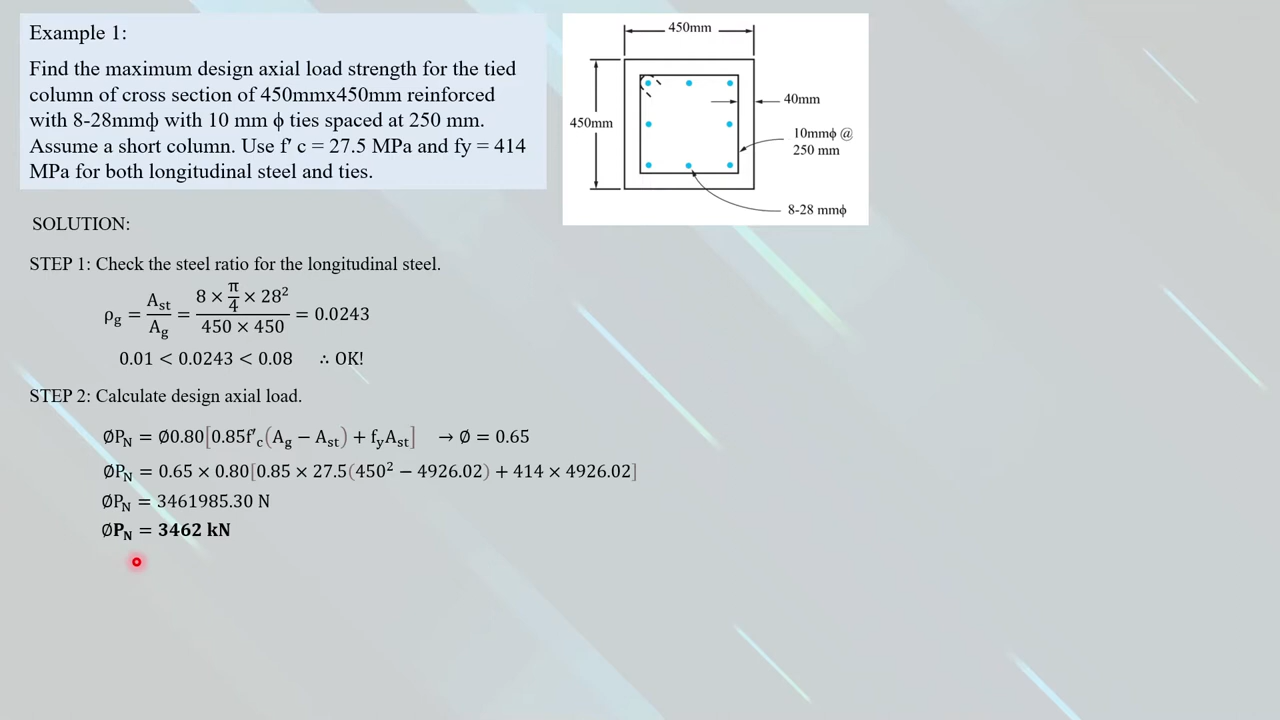 Example 1:
Find the maximum design axial load strength for the tied
column of cross section of 450mmx450mm reinforced
with 8-28mmϕ with 10 mm ϕ ties spaced at 250 mm.
Assume a short column. Use f' c = 27.5 MPa and fy = 414
MPa for both longitudinal steel and ties.
450mm
450mm
40mm
10mmϕ @
250 mm
8-28 mmϕ
SOLUTION:
STEP 1: Check the steel ratio for the longitudinal steel.
ρg = Ast/Ag = (8 × π/4 × 28²)/(450 × 450) = 0.0243
0.01 < 0.0243 < 0.08 ∴ OK!
STEP 2: Calculate design axial load.
∅PN = ∅0.80[0.85f'c(Ag − Ast) + fyAst] → ∅ = 0.65
∅PN = 0.65 × 0.80[0.85 × 27.5(450² − 4926.02) + 414 × 4926.02]
∅PN = 3461985.30 N
∅PN = 3462 kN